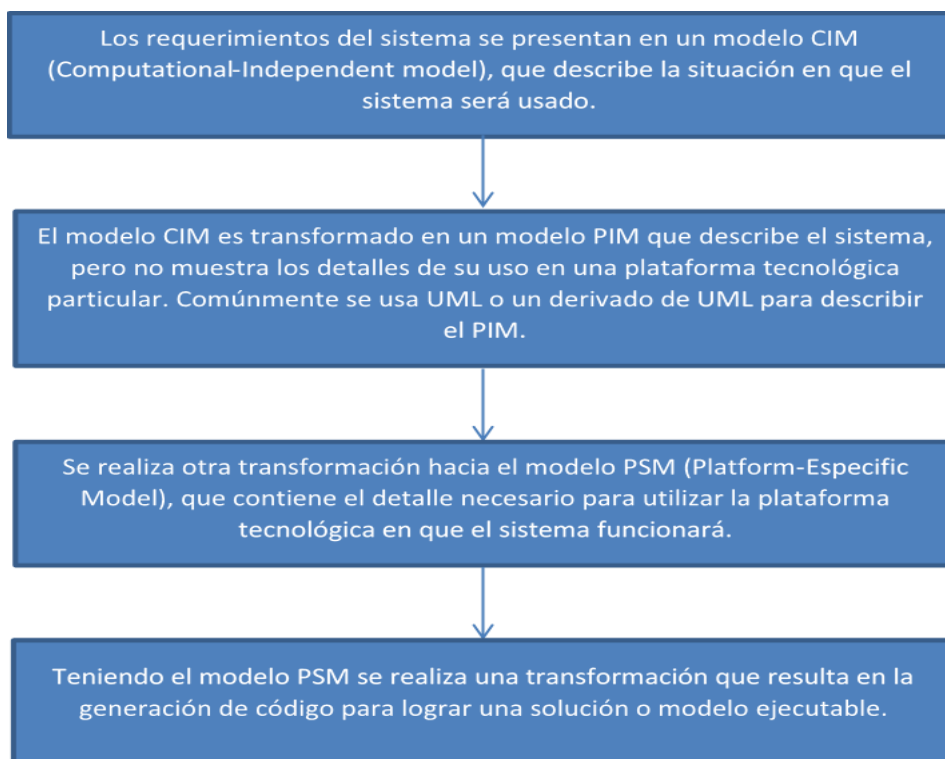 Los requerimientos del sistema se presentan en un modelo CIM
(Computational-Independent model), que describe la situación en que el
sistema será usado.
El modelo CIM es transformado en un modelo PIM que describe el sistema,
pero no muestra los detalles de su uso en una plataforma tecnológica
particular. Comúnmente se usa UML o un derivado de UML para describir
el PIM.
Se realiza otra transformación hacia el modelo PSM (Platform-Especific
Model), que contiene el detalle necesario para utilizar la plataforma
tecnológica en que el sistema funcionará.
Teniendo el modelo PSM se realiza una transformación que resulta en la
generación de código para lograr una solución o modelo ejecutable.